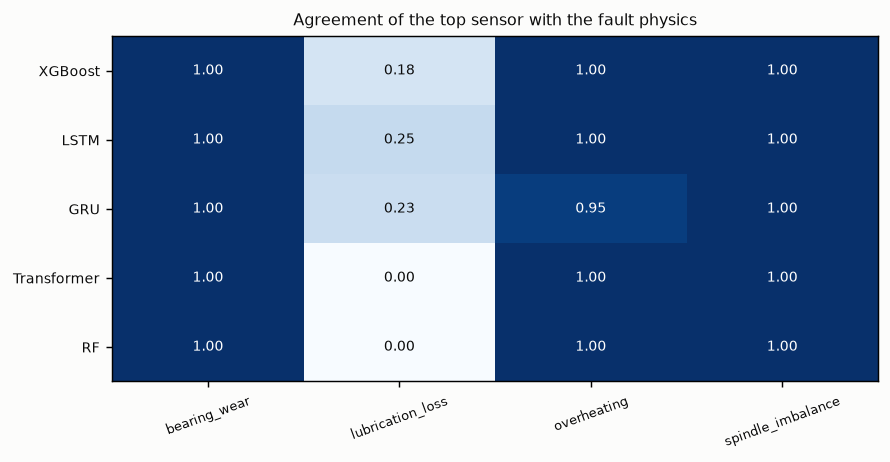 Agreement of the top sensor with the fault physics
XGBoost 1.00 0.18 1.00 1.00
LSTM 1.00 0.25 1.00 1.00
GRU 1.00 0.23 0.95 1.00
Transformer 1.00 0.00 1.00 1.00
RF 1.00 0.00 1.00 1.00
bearing_wear lubrication_loss overheating spindle_imbalance